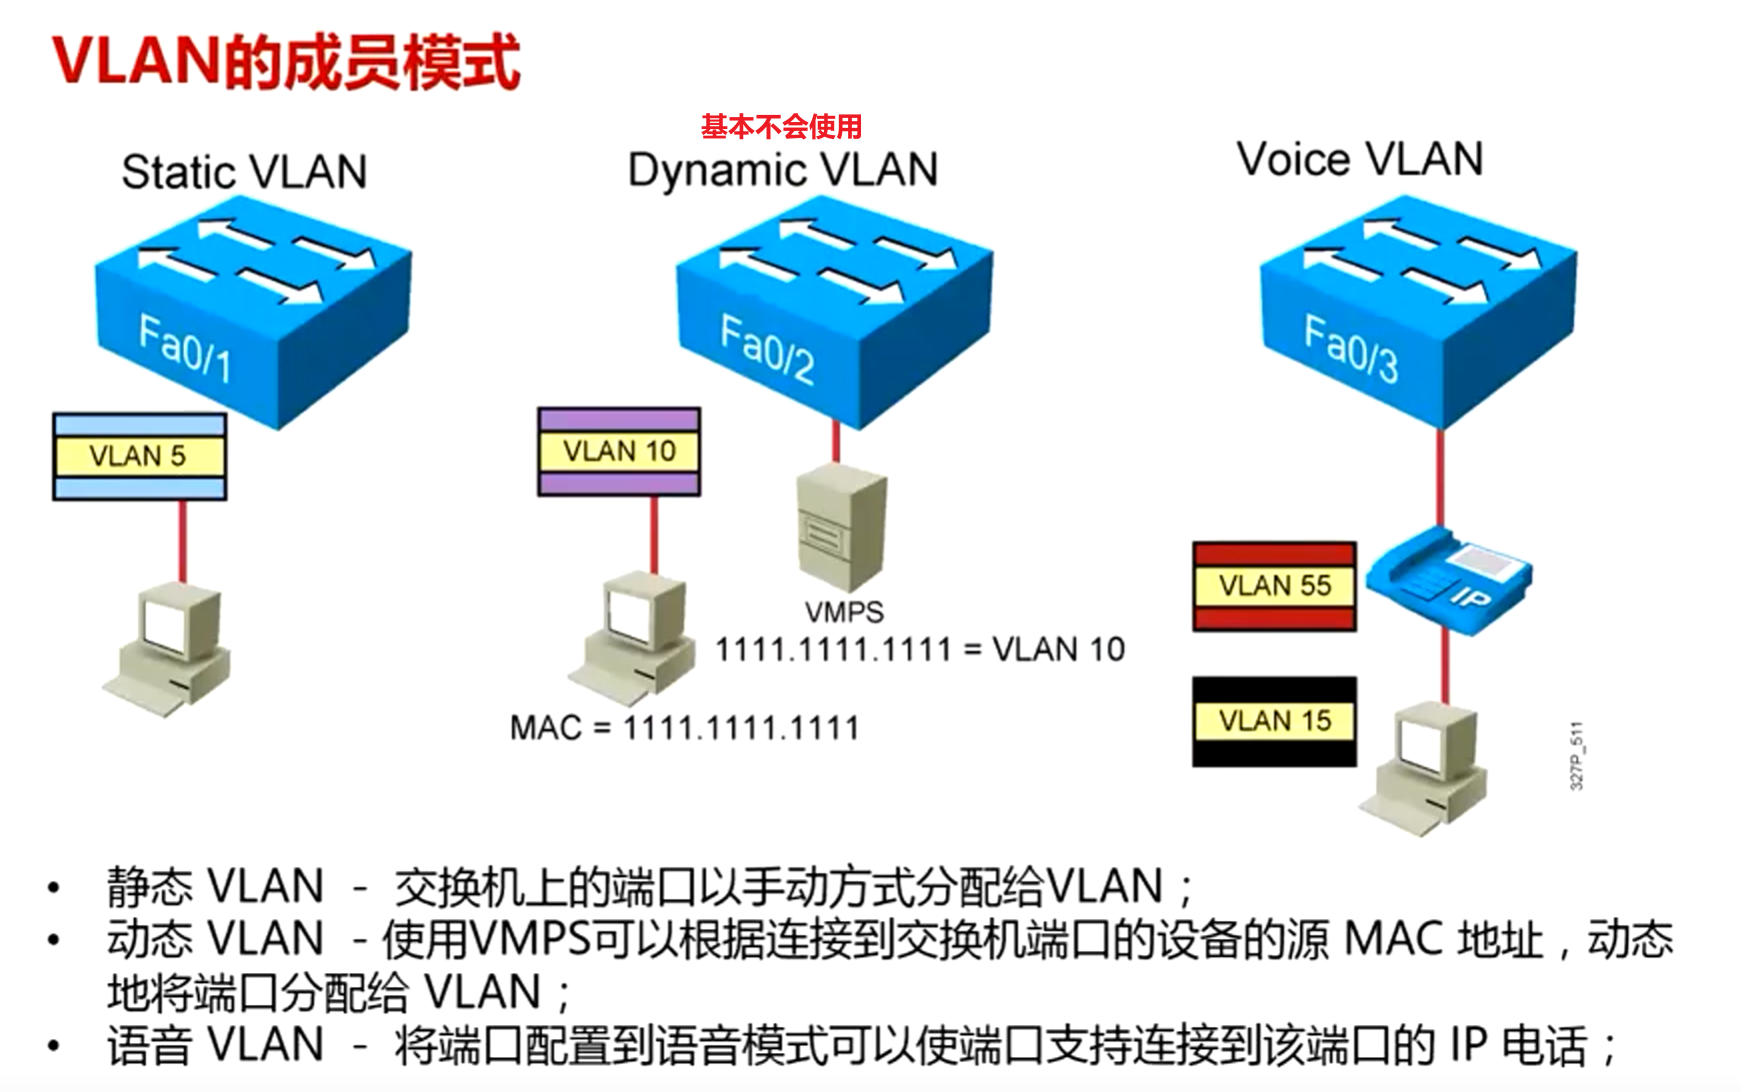 VLAN的成员模式
基本不会使用
Static VLAN
Dynamic VLAN
Voice VLAN
Fa0/1
Fa0/2
Fa0/3
VLAN 5
VLAN 10
VMPS
1111.1111.1111 = VLAN 10
MAC = 1111.1111.1111
VLAN 55
IP
VLAN 15
327P_511
• 静态 VLAN - 交换机上的端口以手动方式分配给VLAN；
• 动态 VLAN - 使用VMPS可以根据连接到交换机端口的设备的源 MAC 地址，动态
地将端口分配给 VLAN；
• 语音 VLAN - 将端口配置到语音模式可以使端口支持连接到该端口的 IP 电话；